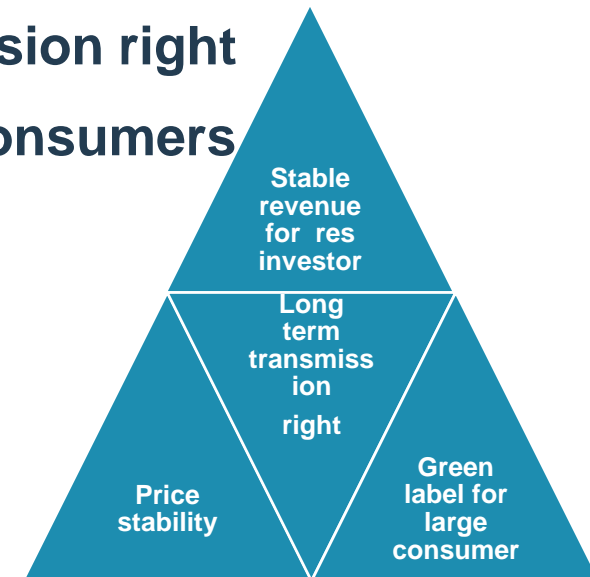 sion right
onsumers
Stable
revenue
for res
investor
Long
term
transmiss
ion
right
Price
stability
Green
label for
large
consumer